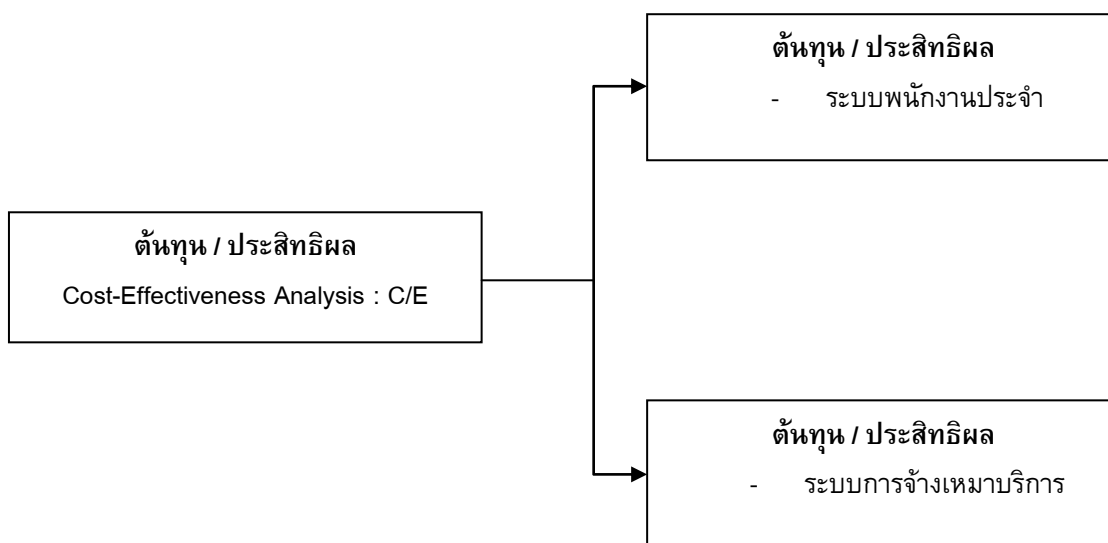 ต้นทุน / ประสิทธิผล
- ระบบพนักงานประจำ
ต้นทุน / ประสิทธิผล
Cost-Effectiveness Analysis : C/E
ต้นทุน / ประสิทธิผล
- ระบบการจ้างเหมาบริการ